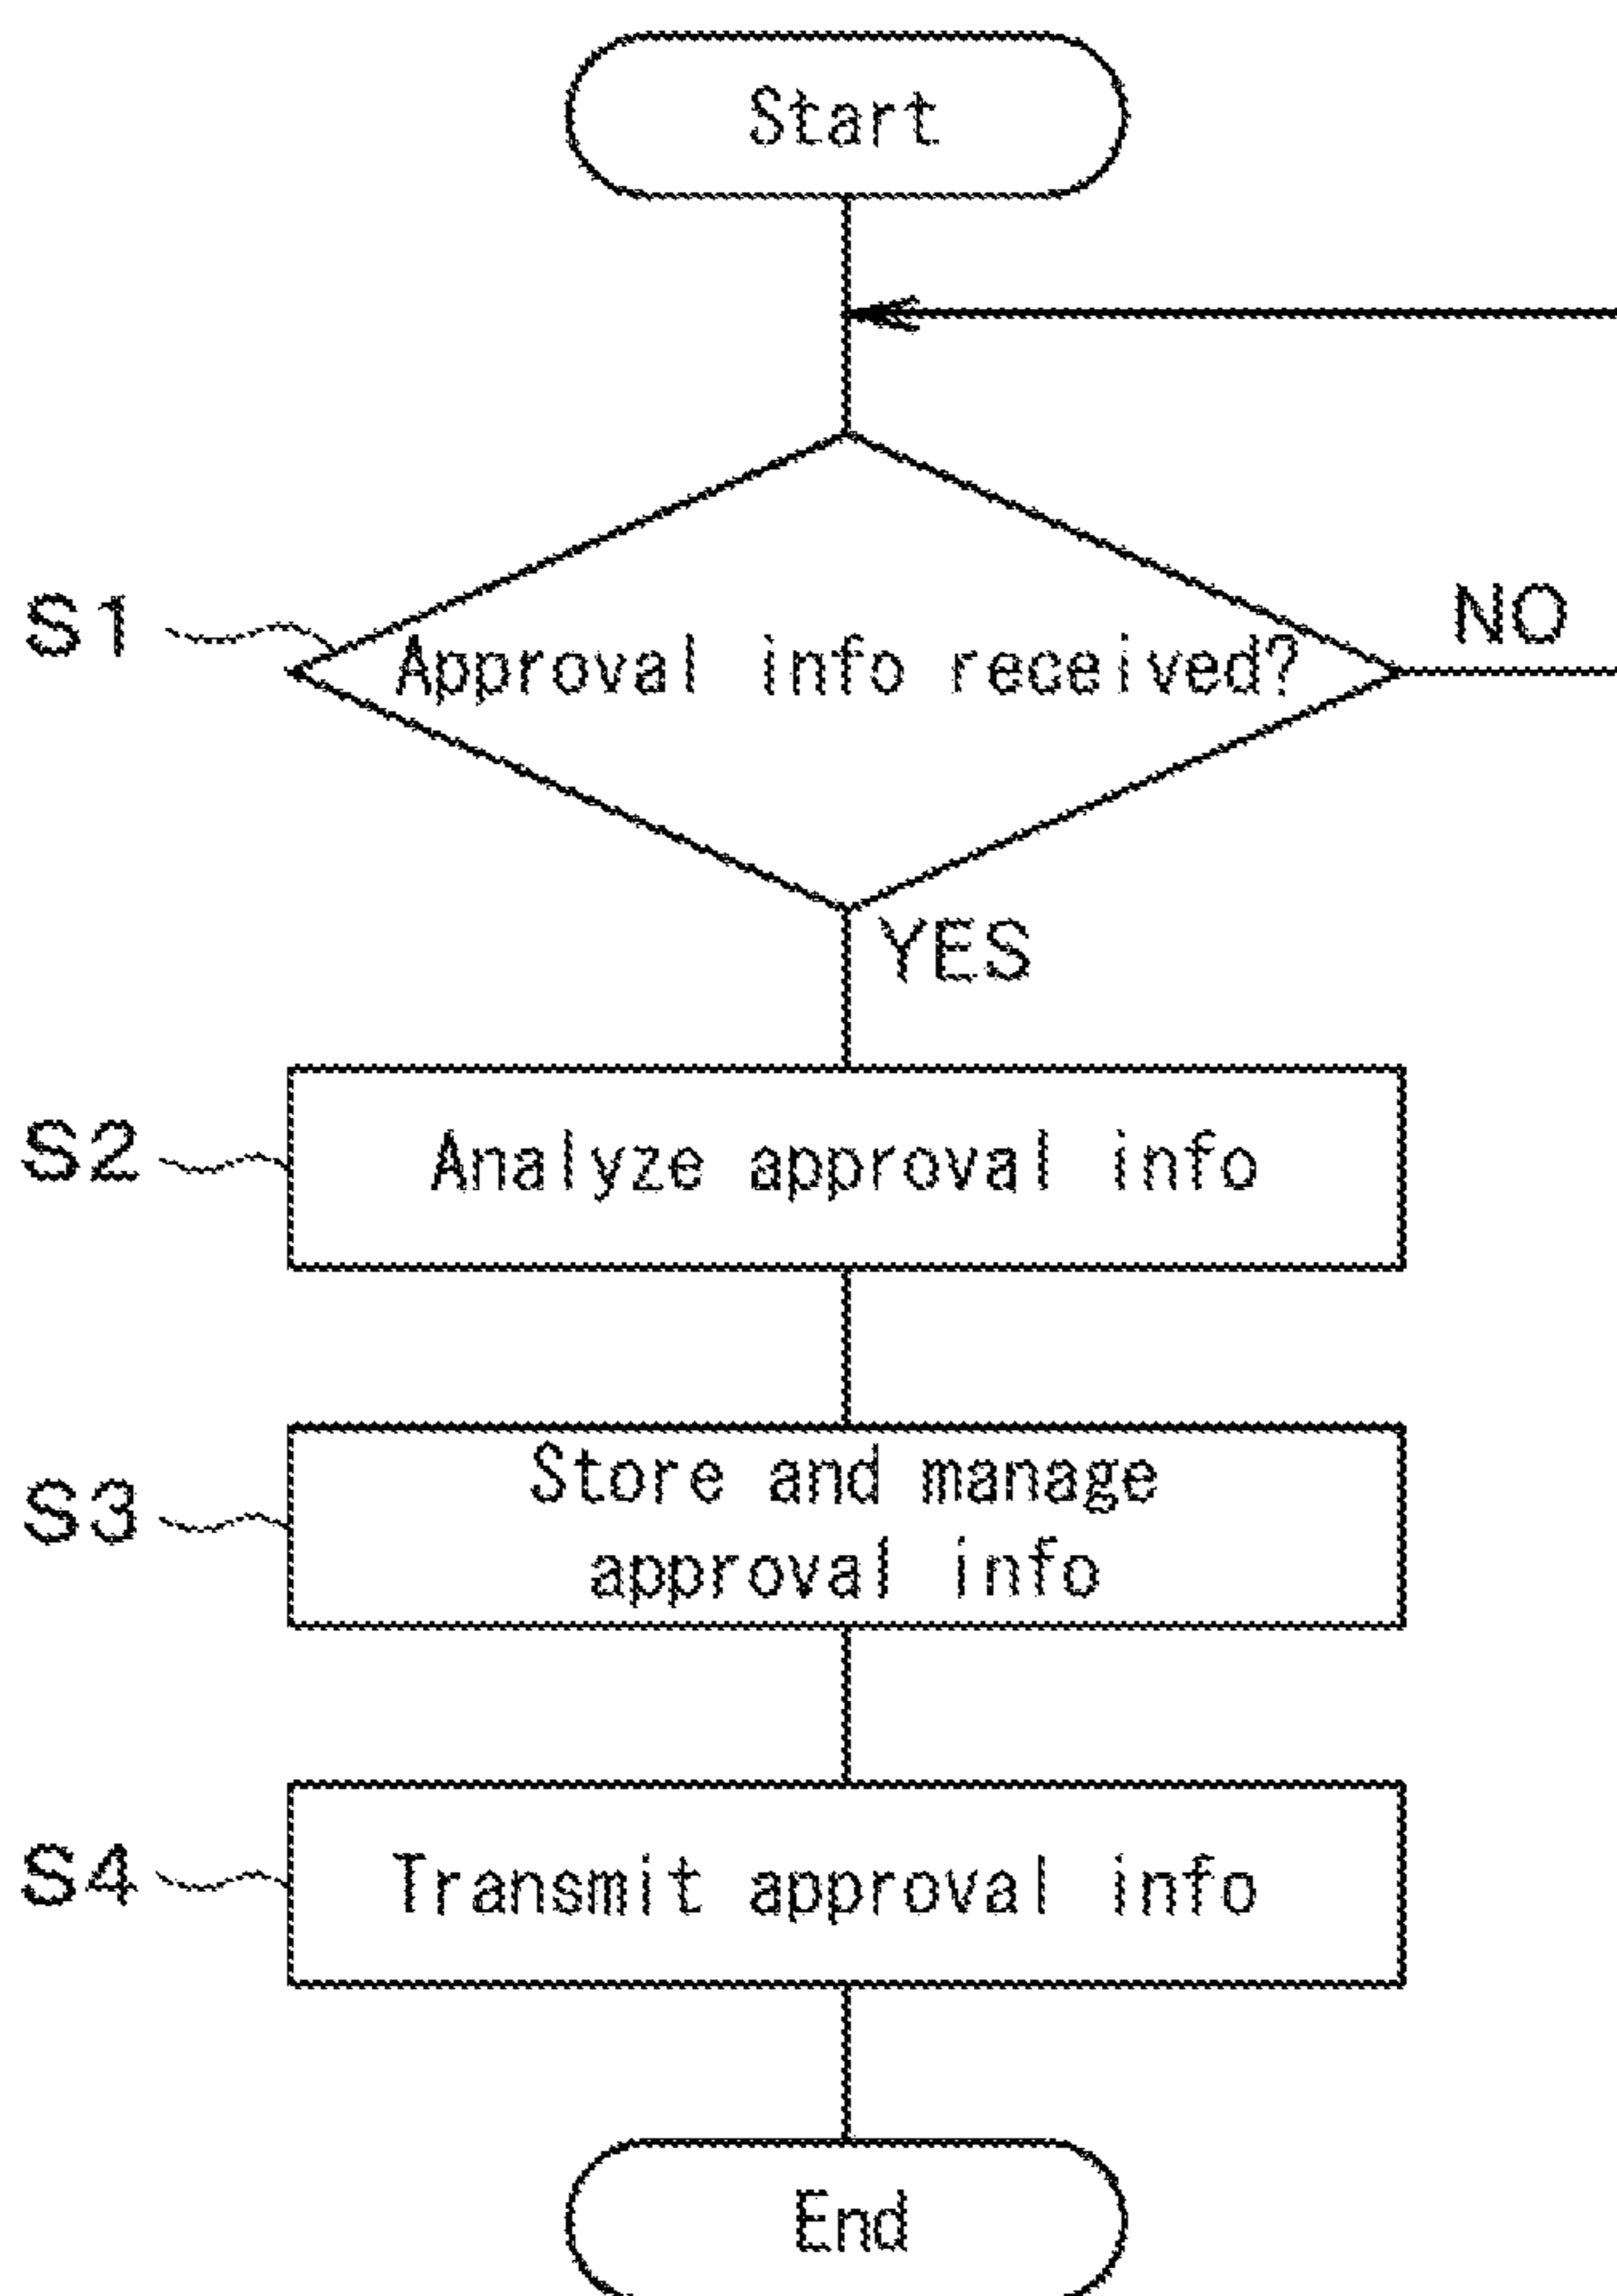 Start
S1
Approval info received?
NO
YES
S2
Analyze approval info
S3
Store and manage
approval info
S4
Transmit approval info
End